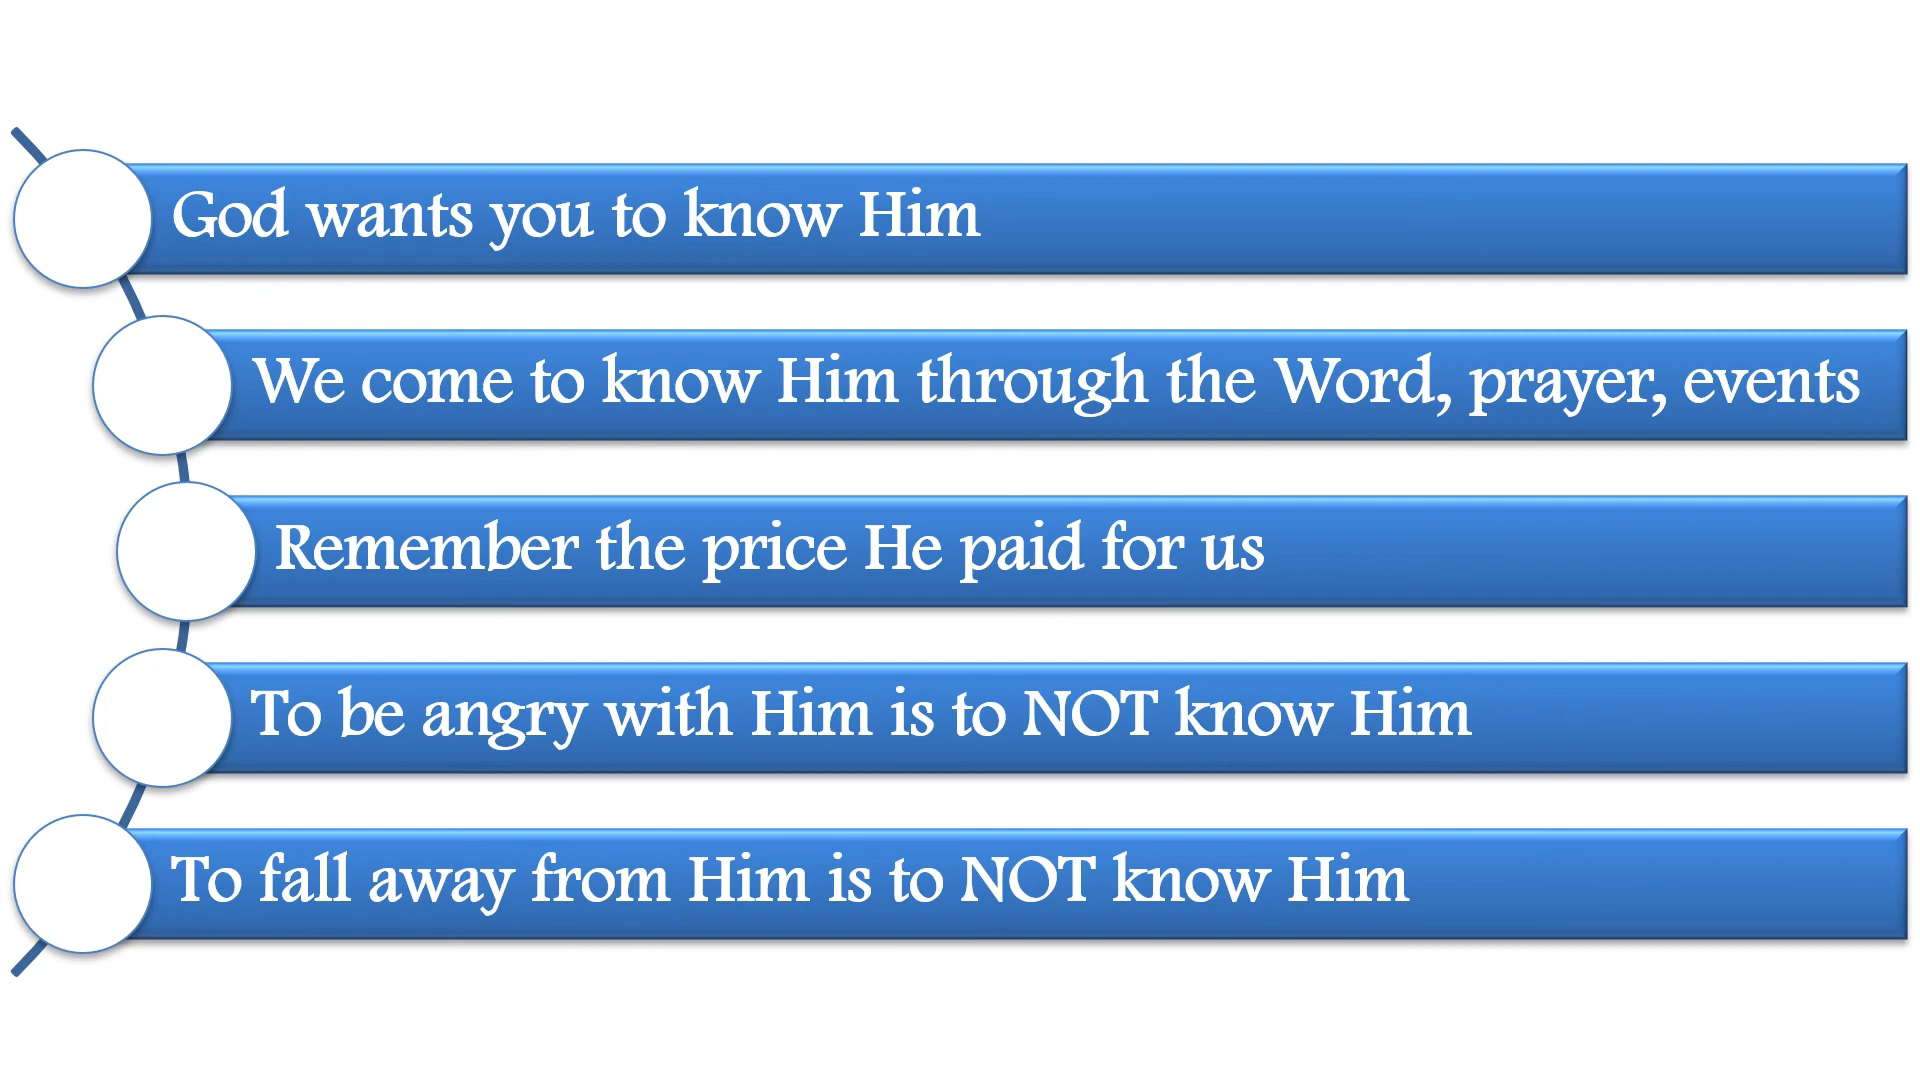 God wants you to know Him
We come to know Him through the Word, prayer, events
Remember the price He paid for us
To be angry with Him is to NOT know Him
To fall away from Him is to NOT know Him